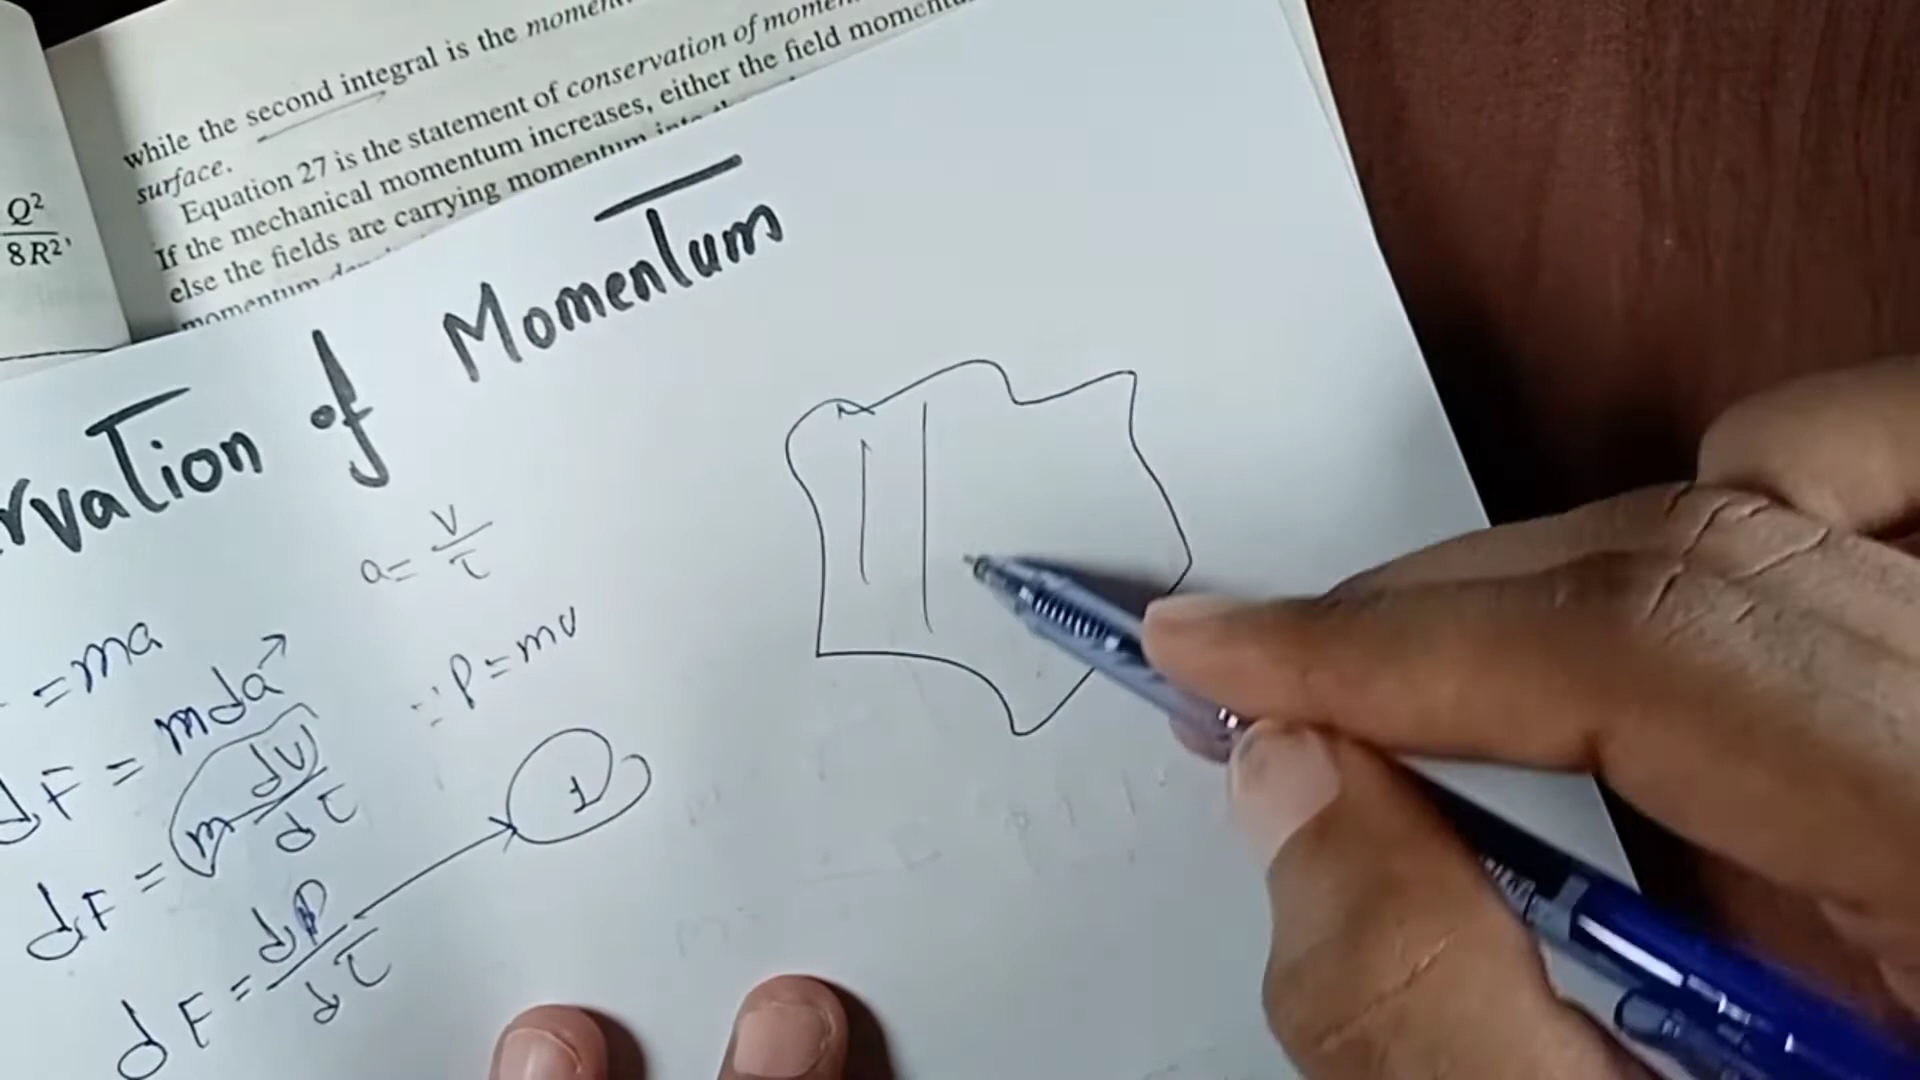 while the second integral is the
surface.
Equation 27 is the statement of conservation of
If the mechanical momentum increases, either the field
else the fields are carrying momentum into
momentum
Q²
8R²,
rvation of Momentum
a = v/t
= ma
dF = mda
∴ P = mv
dF = m dv/dt
1
dF = dP/dt